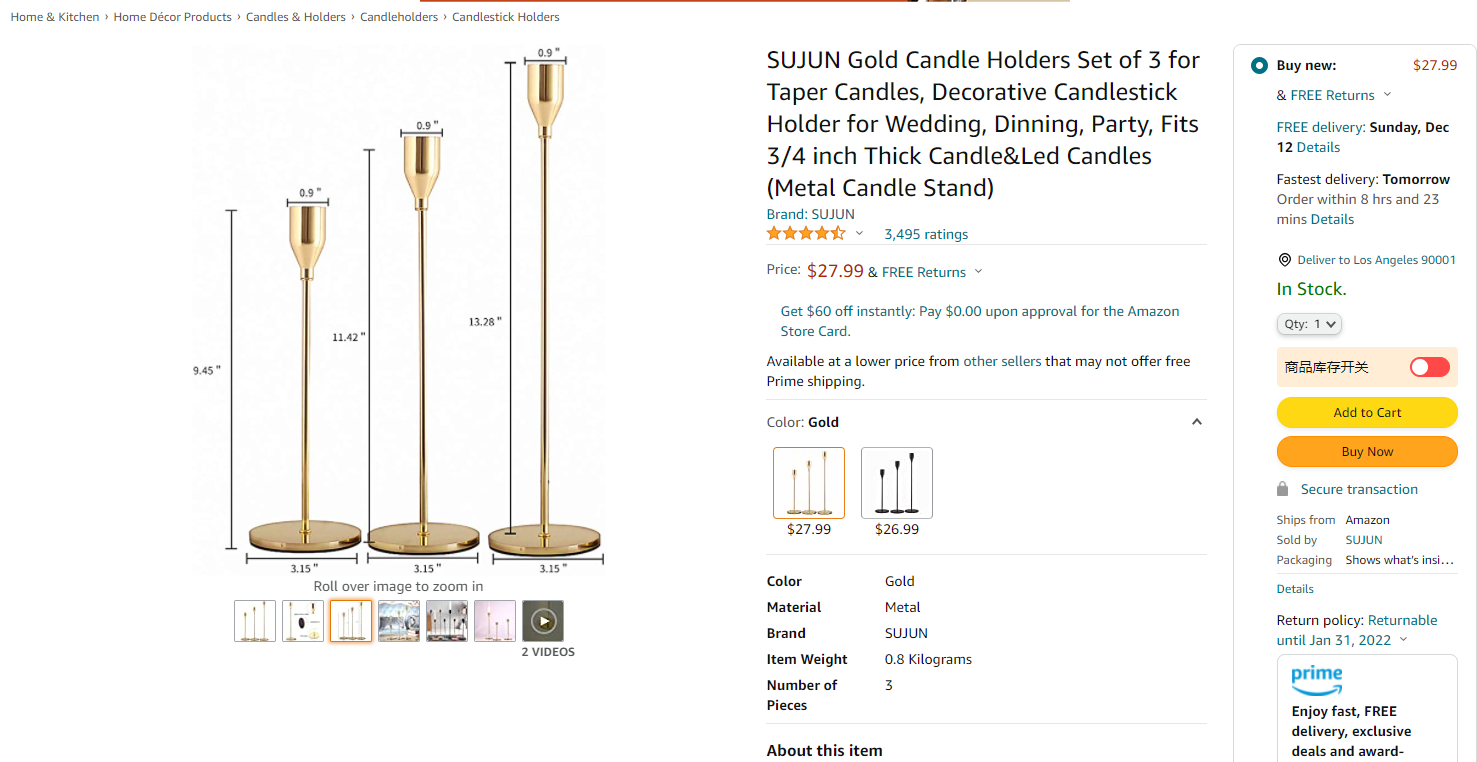 Home & Kitchen › Home Décor Products › Candles & Holders › Candleholders › Candlestick Holders
0.9 "
0.9 "
0.9 "
9.45 "
11.42 "
13.28 "
3.15 "
3.15 "
3.15 "
Roll over image to zoom in
2 VIDEOS
SUJUN Gold Candle Holders Set of 3 for
Taper Candles, Decorative Candlestick
Holder for Wedding, Dinning, Party, Fits
3/4 inch Thick Candle&Led Candles
(Metal Candle Stand)
Brand: SUJUN
3,495 ratings
Price: $27.99 & FREE Returns
Get $60 off instantly: Pay $0.00 upon approval for the Amazon
Store Card.
Available at a lower price from other sellers that may not offer free
Prime shipping.
Color: Gold
$27.99 $26.99
Color Gold
Material Metal
Brand SUJUN
Item Weight 0.8 Kilograms
Number of 3
Pieces
About this item
Buy new: $27.99
& FREE Returns
FREE delivery: Sunday, Dec
12 Details
Fastest delivery: Tomorrow
Order within 8 hrs and 23
mins Details
Deliver to Los Angeles 90001
In Stock.
Qty: 1
商品库存开关
Add to Cart
Buy Now
Secure transaction
Ships from Amazon
Sold by SUJUN
Packaging Shows what's insi…
Details
Return policy: Returnable
until Jan 31, 2022
prime
Enjoy fast, FREE
delivery, exclusive
deals and award-